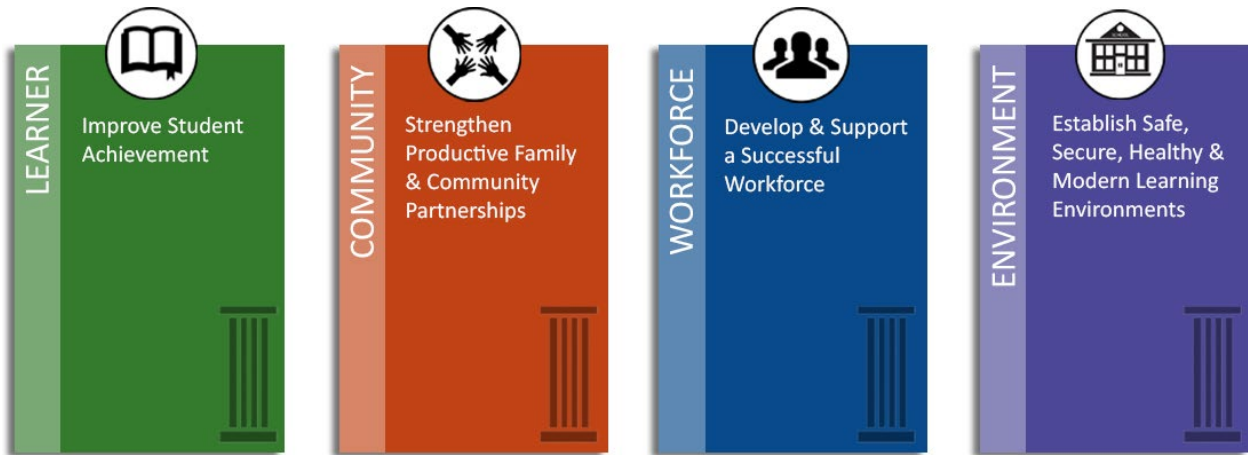 LEARNER
Improve Student
Achievement
COMMUNITY
Strengthen
Productive Family
& Community
Partnerships
WORKFORCE
Develop & Support
a Successful
Workforce
SCHOOL
ENVIRONMENT
Establish Safe,
Secure, Healthy &
Modern Learning
Environments